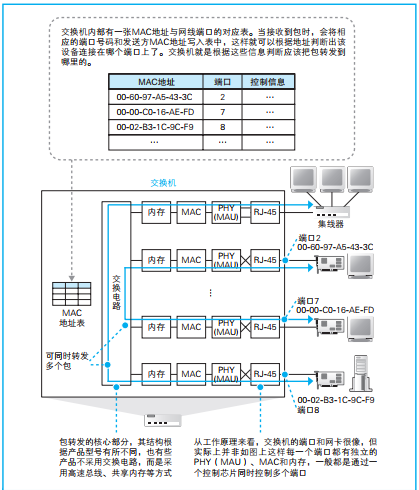 交换机内部有一张MAC地址与网线端口的对应表。当接收到包时，会将相
应的端口号码和发送方MAC地址写入表中，这样就可以根据地址判断出该
设备连接在哪个端口上了。交换机就是根据这些信息判断应该把包转发到
哪里的。
MAC地址 端口 控制信息
00-60-97-A5-43-3C 2 …
00-00-C0-16-AE-FD 7 …
00-02-B3-1C-9C-F9 8 …
… … …
交换机
内存 MAC PHY (MAU) RJ-45
集线器
端口2
00-60-97-A5-43-3C
内存 MAC PHY (MAU) RJ-45
交换电路
…
MAC
地址表
端口7
00-00-C0-16-AE-FD
内存 MAC PHY (MAU) RJ-45
可同时转发
多个包
内存 MAC PHY (MAU) RJ-45
00-02-B3-1C-9C-F9
端口8
包转发的核心部分，其结构根
据产品型号有所不同，也有些
产品不采用交换电路，而是采
用高速总线、共享内存等方式
从工作原理来看，交换机的端口和网卡很像，但
实际上并非如图上这样每一个端口都有独立的
PHY（MAU）、MAC和内存，一般都是通过一
个控制芯片同时控制多个端口